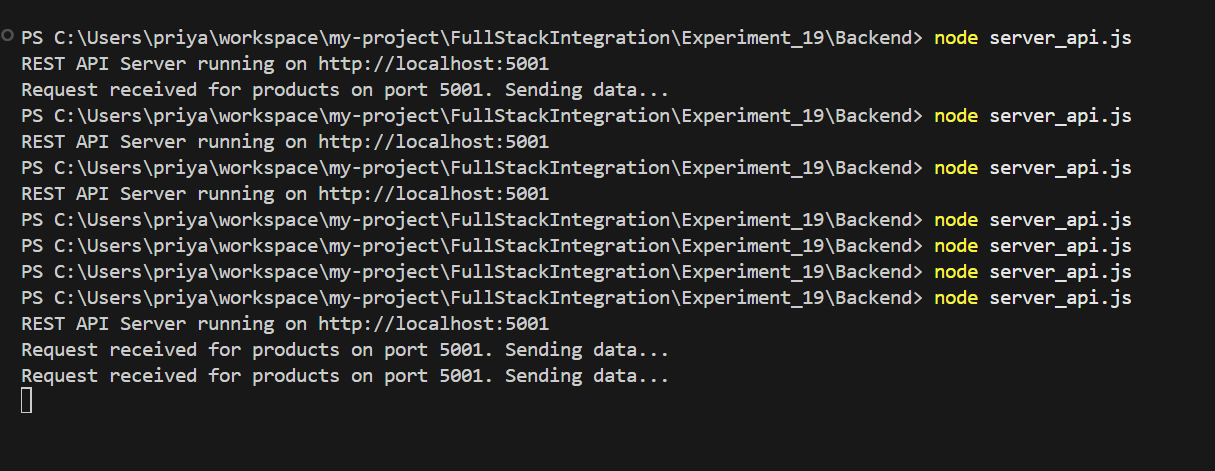 PS C:\Users\priya\workspace\my-project\FullStackIntegration\Experiment_19\Backend> node server_api.js
REST API Server running on http://localhost:5001
Request received for products on port 5001. Sending data...
PS C:\Users\priya\workspace\my-project\FullStackIntegration\Experiment_19\Backend> node server_api.js
REST API Server running on http://localhost:5001
PS C:\Users\priya\workspace\my-project\FullStackIntegration\Experiment_19\Backend> node server_api.js
REST API Server running on http://localhost:5001
PS C:\Users\priya\workspace\my-project\FullStackIntegration\Experiment_19\Backend> node server_api.js
PS C:\Users\priya\workspace\my-project\FullStackIntegration\Experiment_19\Backend> node server_api.js
PS C:\Users\priya\workspace\my-project\FullStackIntegration\Experiment_19\Backend> node server_api.js
PS C:\Users\priya\workspace\my-project\FullStackIntegration\Experiment_19\Backend> node server_api.js
REST API Server running on http://localhost:5001
Request received for products on port 5001. Sending data...
Request received for products on port 5001. Sending data...